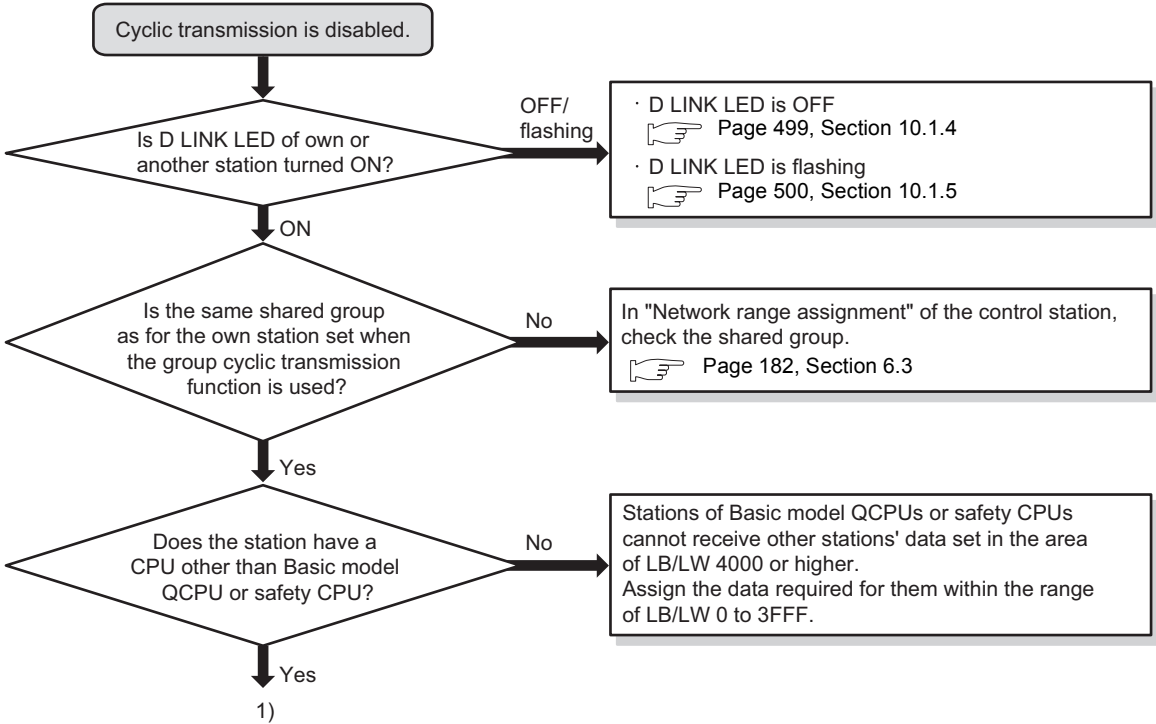 Cyclic transmission is disabled.
Is D LINK LED of own or
another station turned ON?
OFF/
flashing
· D LINK LED is OFF
Page 499, Section 10.1.4
· D LINK LED is flashing
Page 500, Section 10.1.5
ON
Is the same shared group
as for the own station set when
the group cyclic transmission
function is used?
No
In "Network range assignment" of the control station,
check the shared group.
Page 182, Section 6.3
Yes
Does the station have a
CPU other than Basic model
QCPU or safety CPU?
No
Stations of Basic model QCPUs or safety CPUs
cannot receive other stations' data set in the area
of LB/LW 4000 or higher.
Assign the data required for them within the range
of LB/LW 0 to 3FFF.
Yes
1)